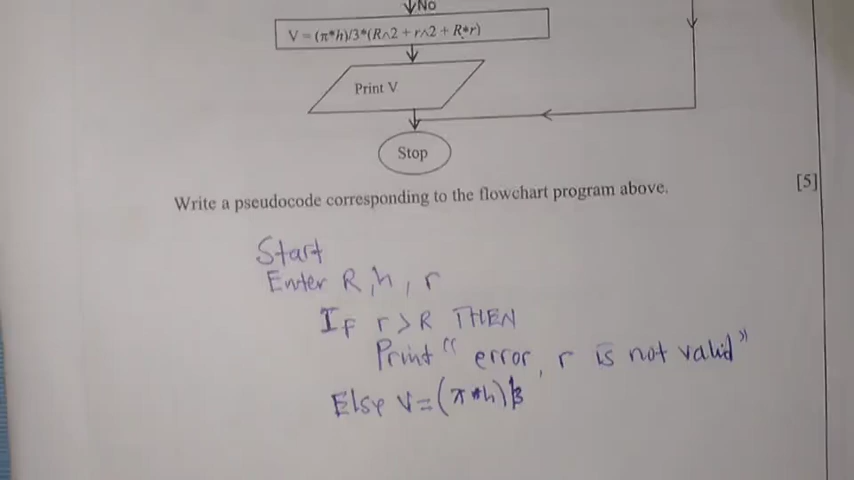 No
V = (π*h)/3*(R^2 + r^2 + R*r)
Print V
Stop
Write a pseudocode corresponding to the flowchart program above.
[5]
Start
Enter R, h, r
If r > R THEN
Print " error, r is not valid"
Else V = (π*h)/3